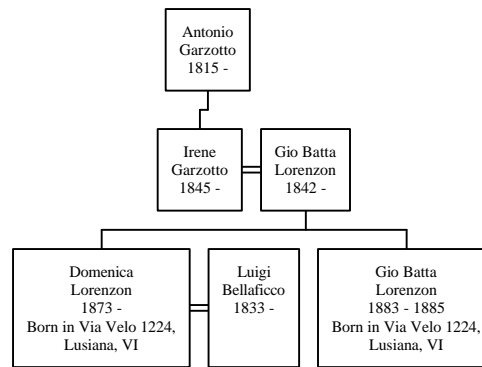 Antonio
Garzotto
1815 -
Irene
Garzotto
1845 -
Gio Batta
Lorenzon
1842 -
Domenica
Lorenzon
1873 -
Born in Via Velo 1224,
Lusiana, VI
Luigi
Bellaficco
1833 -
Gio Batta
Lorenzon
1883 - 1885
Born in Via Velo 1224,
Lusiana, VI